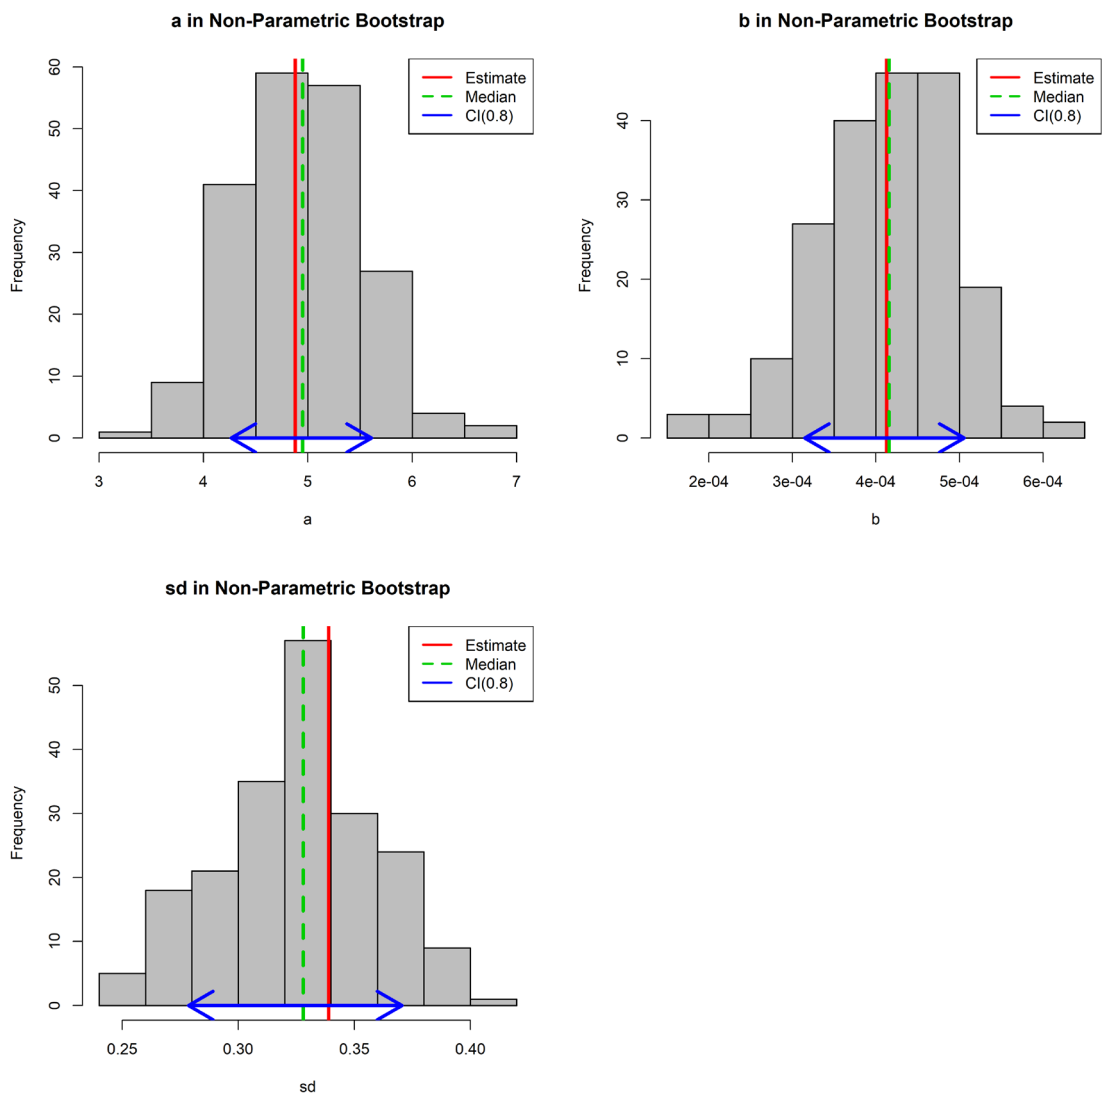 a in Non-Parametric Bootstrap
Frequency
60
50
40
30
20
10
0
Estimate
Median
CI(0.8)
3 4 5 6 7
a
b in Non-Parametric Bootstrap
Frequency
40
30
20
10
0
Estimate
Median
CI(0.8)
2e-04 3e-04 4e-04 5e-04 6e-04
b
sd in Non-Parametric Bootstrap
Frequency
50
40
30
20
10
0
Estimate
Median
CI(0.8)
0.25 0.30 0.35 0.40
sd